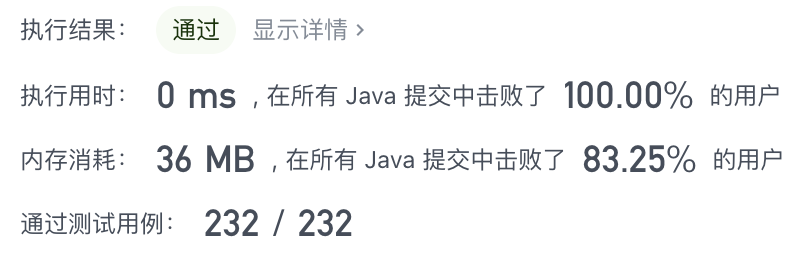 执行结果： 通过 显示详情 >
执行用时： 0 ms , 在所有 Java 提交中击败了 100.00% 的用户
内存消耗： 36 MB , 在所有 Java 提交中击败了 83.25% 的用户
通过测试用例： 232 / 232